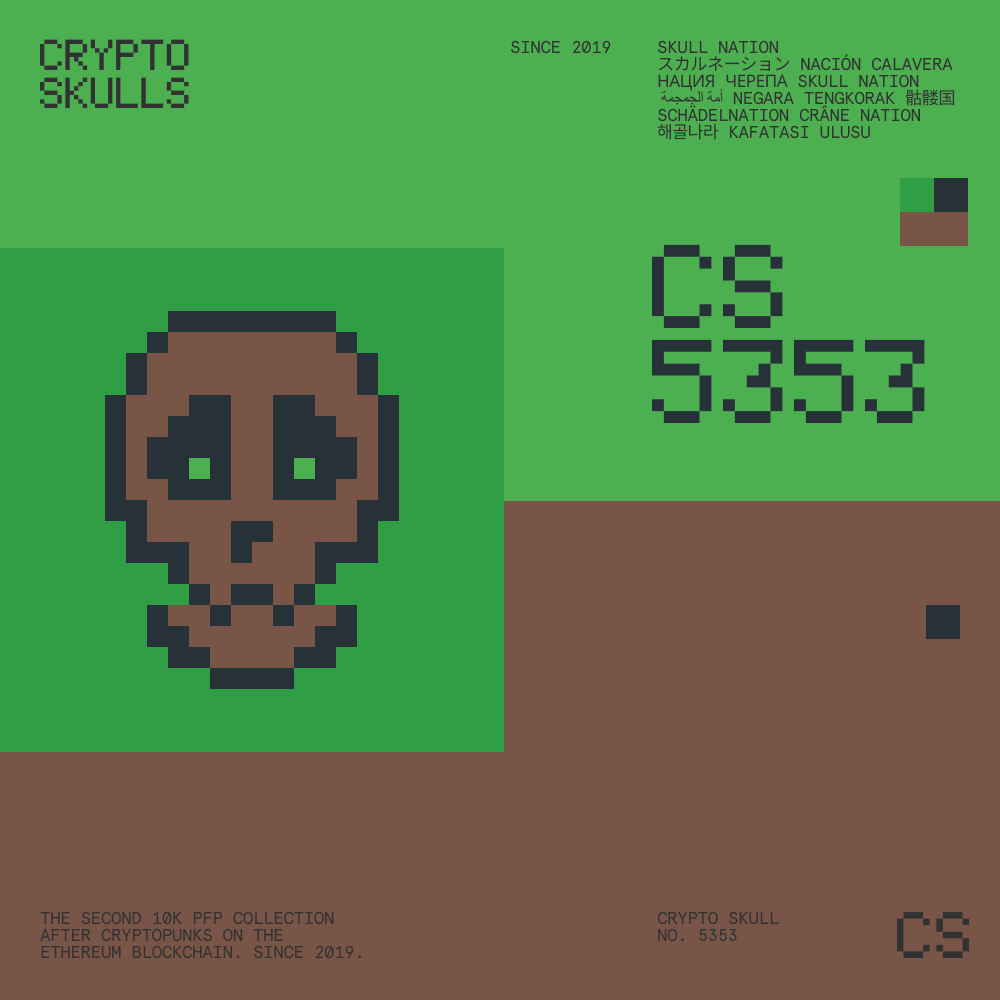 CRYPTO
SKULLS
SINCE 2019
SKULL NATION
スカルネーション NACIÓN CALAVERA
НАЦИЯ ЧЕРЕПА SKULL NATION
أمة الجمجمة NEGARA TENGKORAK 骷髅国
SCHÄDELNATION CRÂNE NATION
해골나라 KAFATASI ULUSU
CS
5353
THE SECOND 10K PFP COLLECTION
AFTER CRYPTOPUNKS ON THE
ETHEREUM BLOCKCHAIN. SINCE 2019.
CRYPTO SKULL
NO. 5353
CS